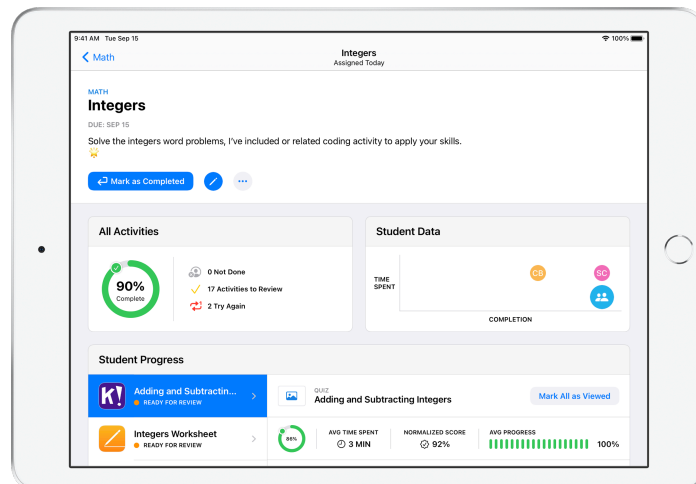 9:41 AM Tue Sep 15
100%
Math
Integers
Assigned Today
MATH
Integers
DUE: SEP 15
Solve the integers word problems, I've included or related coding activity to apply your skills.
Mark as Completed
All Activities
90%
Complete
0 Not Done
17 Activities to Review
2 Try Again
Student Data
TIME
SPENT
CB
SC
COMPLETION
Student Progress
K!
Adding and Subtractin...
READY FOR REVIEW
Integers Worksheet
READY FOR REVIEW
QUIZ
Adding and Subtracting Integers
Mark All as Viewed
86%
AVG TIME SPENT
3 MIN
NORMALIZED SCORE
92%
AVG PROGRESS
100%